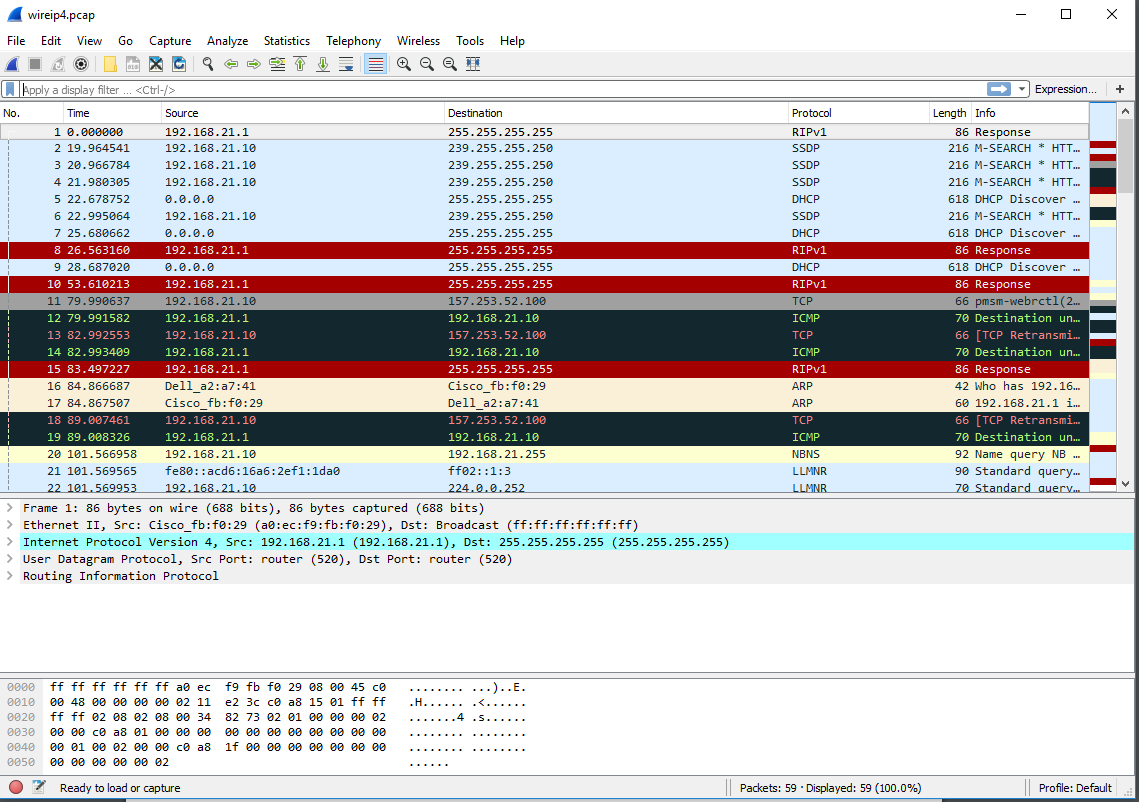 wireip4.pcap
File Edit View Go Capture Analyze Statistics Telephony Wireless Tools Help
Apply a display filter ... <Ctrl-/> Expression... +
No. Time Source Destination Protocol Length Info
1 0.000000 192.168.21.1 255.255.255.255 RIPv1 86 Response
2 19.964541 192.168.21.10 239.255.255.250 SSDP 216 M-SEARCH * HTT...
3 20.966784 192.168.21.10 239.255.255.250 SSDP 216 M-SEARCH * HTT...
4 21.980305 192.168.21.10 239.255.255.250 SSDP 216 M-SEARCH * HTT...
5 22.678752 0.0.0.0 255.255.255.255 DHCP 618 DHCP Discover ...
6 22.995064 192.168.21.10 239.255.255.250 SSDP 216 M-SEARCH * HTT...
7 25.680662 0.0.0.0 255.255.255.255 DHCP 618 DHCP Discover ...
8 26.563160 192.168.21.1 255.255.255.255 RIPv1 86 Response
9 28.687020 0.0.0.0 255.255.255.255 DHCP 618 DHCP Discover ...
10 53.610213 192.168.21.1 255.255.255.255 RIPv1 86 Response
11 79.990637 192.168.21.10 157.253.52.100 TCP 66 pmsm-webrctl(2...
12 79.991582 192.168.21.1 192.168.21.10 ICMP 70 Destination un...
13 82.992553 192.168.21.10 157.253.52.100 TCP 66 [TCP Retransmi...
14 82.993409 192.168.21.1 192.168.21.10 ICMP 70 Destination un...
15 83.497227 192.168.21.1 255.255.255.255 RIPv1 86 Response
16 84.866687 Dell_a2:a7:41 Cisco_fb:f0:29 ARP 42 Who has 192.16...
17 84.867507 Cisco_fb:f0:29 Dell_a2:a7:41 ARP 60 192.168.21.1 i...
18 89.007461 192.168.21.10 157.253.52.100 TCP 66 [TCP Retransmi...
19 89.008326 192.168.21.1 192.168.21.10 ICMP 70 Destination un...
20 101.566958 192.168.21.10 192.168.21.255 NBNS 92 Name query NB ...
21 101.569565 fe80::acd6:16a6:2ef1:1da0 ff02::1:3 LLMNR 90 Standard query...
22 101.569953 192.168.21.10 224.0.0.252 LLMNR 70 Standard query...
Frame 1: 86 bytes on wire (688 bits), 86 bytes captured (688 bits)
Ethernet II, Src: Cisco_fb:f0:29 (a0:ec:f9:fb:f0:29), Dst: Broadcast (ff:ff:ff:ff:ff:ff)
Internet Protocol Version 4, Src: 192.168.21.1 (192.168.21.1), Dst: 255.255.255.255 (255.255.255.255)
User Datagram Protocol, Src Port: router (520), Dst Port: router (520)
Routing Information Protocol
0000 ff ff ff ff ff ff a0 ec f9 fb f0 29 08 00 45 c0 ........ ...)..E.
0010 00 48 00 00 00 00 02 11 e2 3c c0 a8 15 01 ff ff .H...... .<......
0020 ff ff 02 08 02 08 00 34 82 73 02 01 00 00 00 02 .......4 .s......
0030 00 00 c0 a8 01 00 00 00 00 00 00 00 00 00 00 00 ........ ........
0040 00 01 00 02 00 00 c0 a8 1f 00 00 00 00 00 00 00 ........ ........
0050 00 00 00 00 00 02 ......
Ready to load or capture Packets: 59 · Displayed: 59 (100.0%) Profile: Default